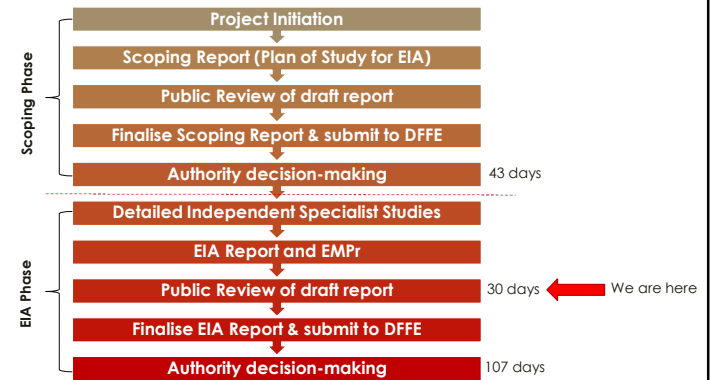 Project Initiation
Scoping Report (Plan of Study for EIA)
Public Review of draft report
Finalise Scoping Report & submit to DFFE
Authority decision-making
43 days
Scoping Phase
Detailed Independent Specialist Studies
EIA Report and EMPr
Public Review of draft report
30 days
We are here
Finalise EIA Report & submit to DFFE
Authority decision-making
107 days
EIA Phase